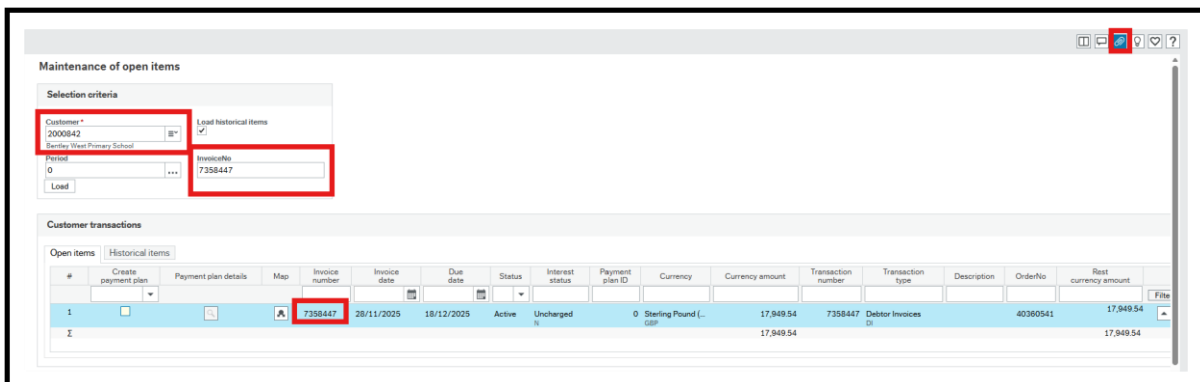 ?
Maintenance of open items
Selection criteria
Customer * Load historical items
2000842
Bentley West Primary School
Period InvoiceNo
0 ... 7358447
Load
Customer transactions
Open items Historical items
# Create payment plan Payment plan details Map Invoice number Invoice date Due date Status Interest status Payment plan ID Currency Currency amount Transaction number Transaction type Description OrderNo Rest currency amount
Filte
1 7358447 28/11/2025 18/12/2025 Active Uncharged 0 Sterling Pound (... 17,949.54 7358447 Debtor Invoices 40360541 17,949.54
N GBP DI
Σ 17,949.54 17,949.54